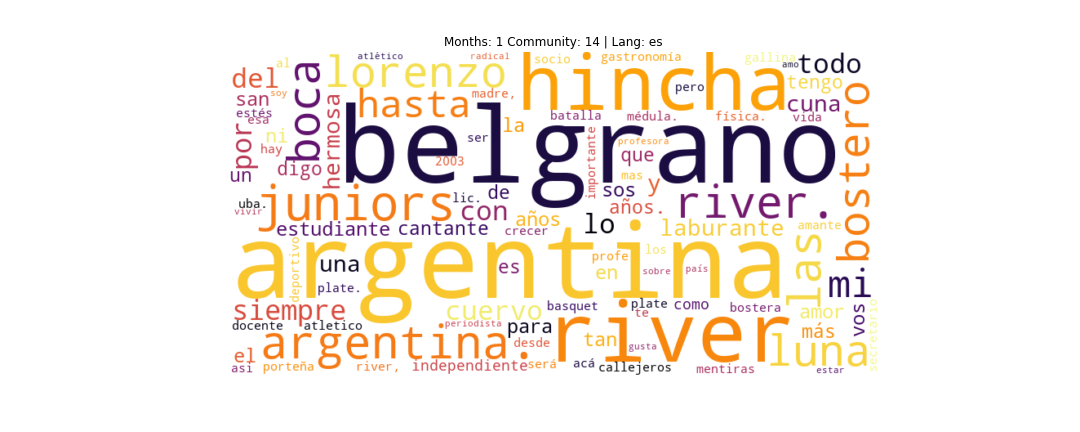 Months: 1 Community: 14 | Lang: es
atlético
radical
socio
gastronomía
gallina
al
amo
todo
del
boca
lorenzo
hincha
pero
tengo
san
soy
madre,
cuna
hasta
estés
esa
por
hermosa
belgrano
batalla
médula.
física.
vida
bostero
la
ni
ser
hay
2003
importante
profesora
que
mas
un
digo
y
sos
de
lic.
uba.
vivir
juniors
con
años
años.
river.
lo
laburante
amante
estudiante
cantante
crecer
las
argentina
deportivo
profe
los
una
es
en
sobre
país
mi
plate.
vos
siempre
cuervo
basquet
plate
como
bostera
amor
secretario
docente
atletico
periodista
para
river
te
más
el
argentina.
desde
tan
gusta
luna
asi
porteña
river,
independiente
será
acá
callejeros
mentiras
estar